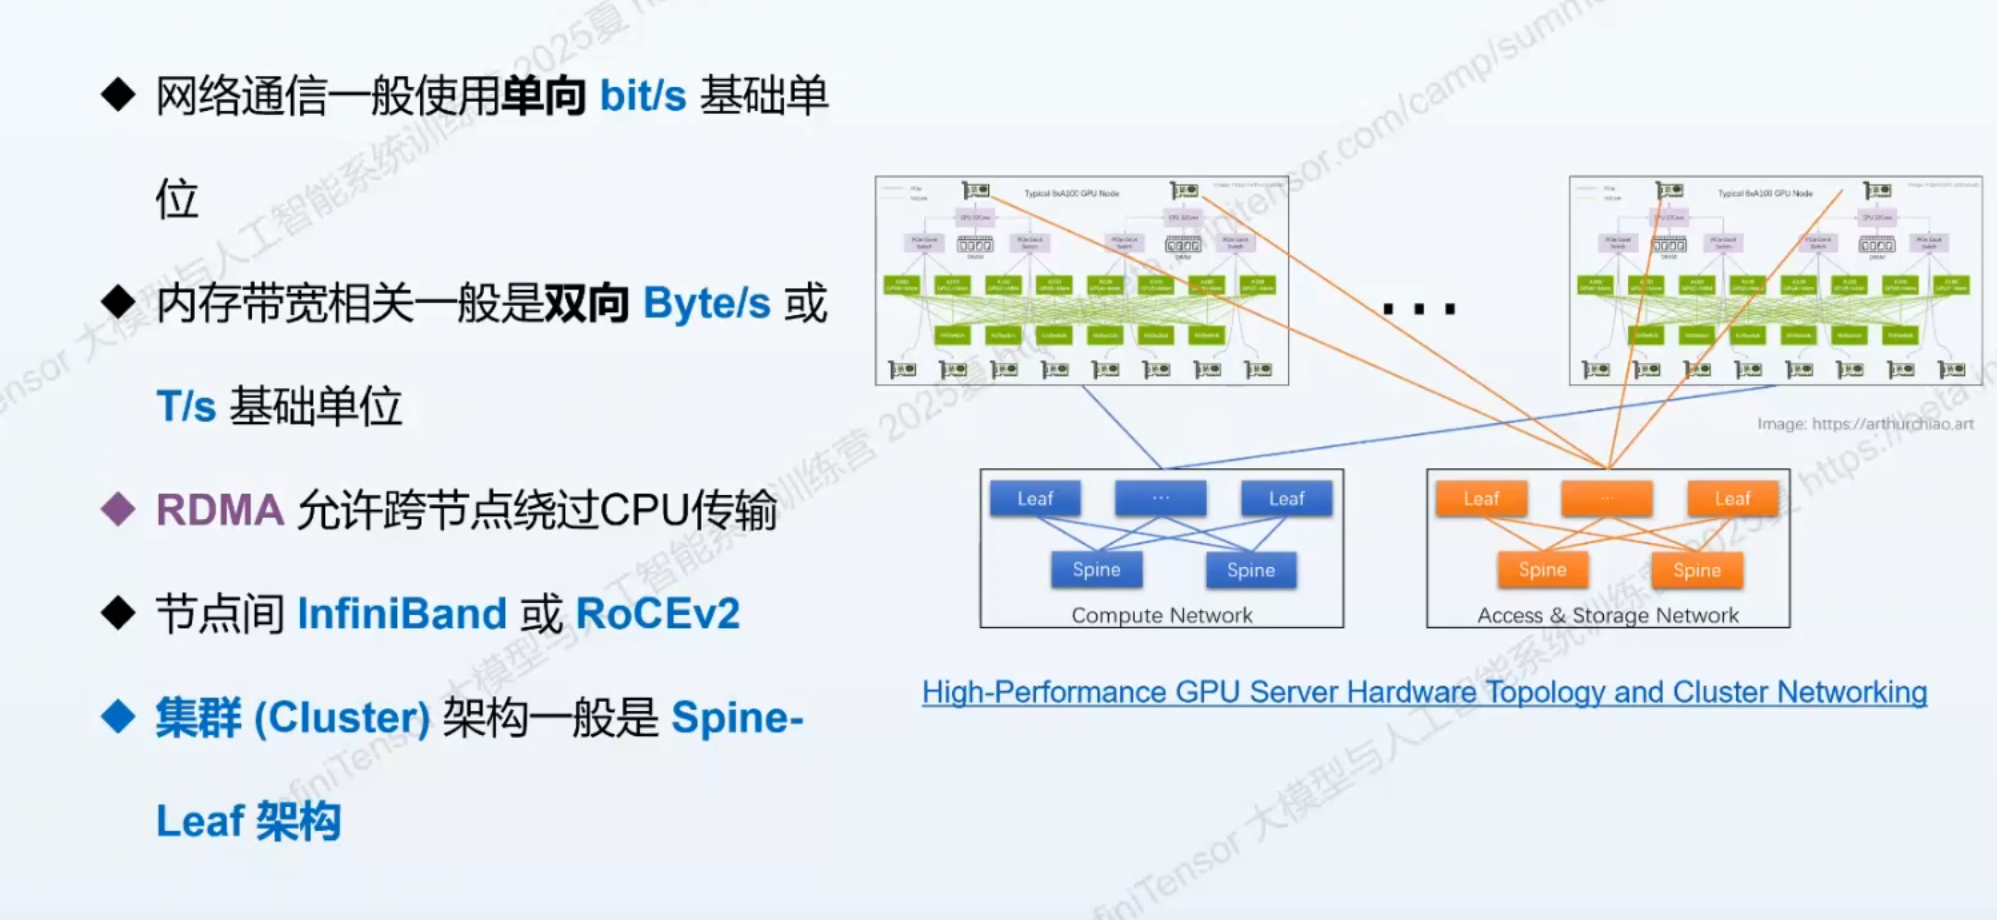 网络通信一般使用单向 bit/s 基础单
位
内存带宽相关一般是双向 Byte/s 或
T/s 基础单位
RDMA 允许跨节点绕过CPU传输
节点间 InfiniBand 或 RoCEv2
集群 (Cluster) 架构一般是 Spine-
Leaf 架构
Typical 8xA100 GPU Node
Typical 8xA100 GPU Node
Image: https://arthurchiao.art
Leaf ... Leaf
Spine Spine
Compute Network
Leaf ... Leaf
Spine Spine
Access & Storage Network
High-Performance GPU Server Hardware Topology and Cluster Networking
InfiniTensor 大模型与人工智能系统训练营 2025夏 https://beta.infinitensor.com/camp/summ